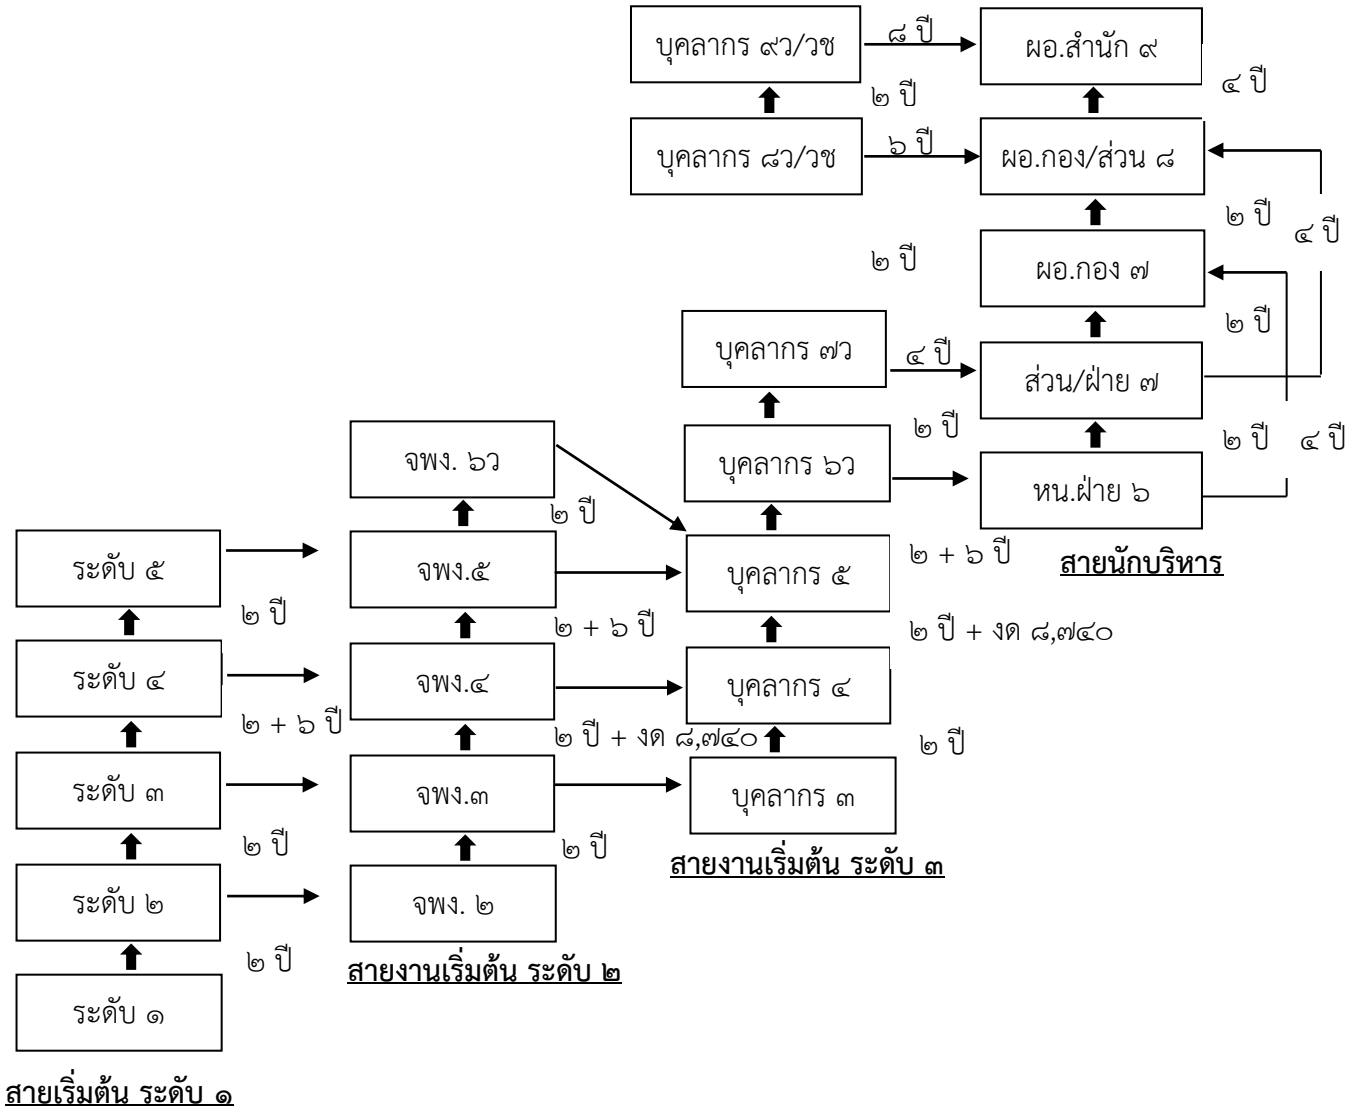 บุคลากร ๙ว/วช
๘ ปี
ผอ.สำนัก ๙
๒ ปี
๔ ปี
บุคลากร ๘ว/วช
๖ ปี
ผอ.กอง/ส่วน ๘
๒ ปี
๔ ปี
๒ ปี
ผอ.กอง ๗
๒ ปี
บุคลากร ๗ว
๔ ปี
ส่วน/ฝ่าย ๗
๒ ปี
๒ ปี
๔ ปี
จพง. ๖ว
บุคลากร ๖ว
หน.ฝ่าย ๖
๒ ปี
๒ + ๖ ปี
สายนักบริหาร
ระดับ ๕
จพง.๕
บุคลากร ๕
๒ ปี
๒ + ๖ ปี
๒ ปี + งด ๘,๗๔๐
ระดับ ๔
จพง.๔
บุคลากร ๔
๒ + ๖ ปี
๒ ปี + งด ๘,๗๔๐
๒ ปี
ระดับ ๓
จพง.๓
บุคลากร ๓
๒ ปี
๒ ปี
สายงานเริ่มต้น ระดับ ๓
ระดับ ๒
จพง. ๒
๒ ปี
สายงานเริ่มต้น ระดับ ๒
ระดับ ๑
สายเริ่มต้น ระดับ ๑